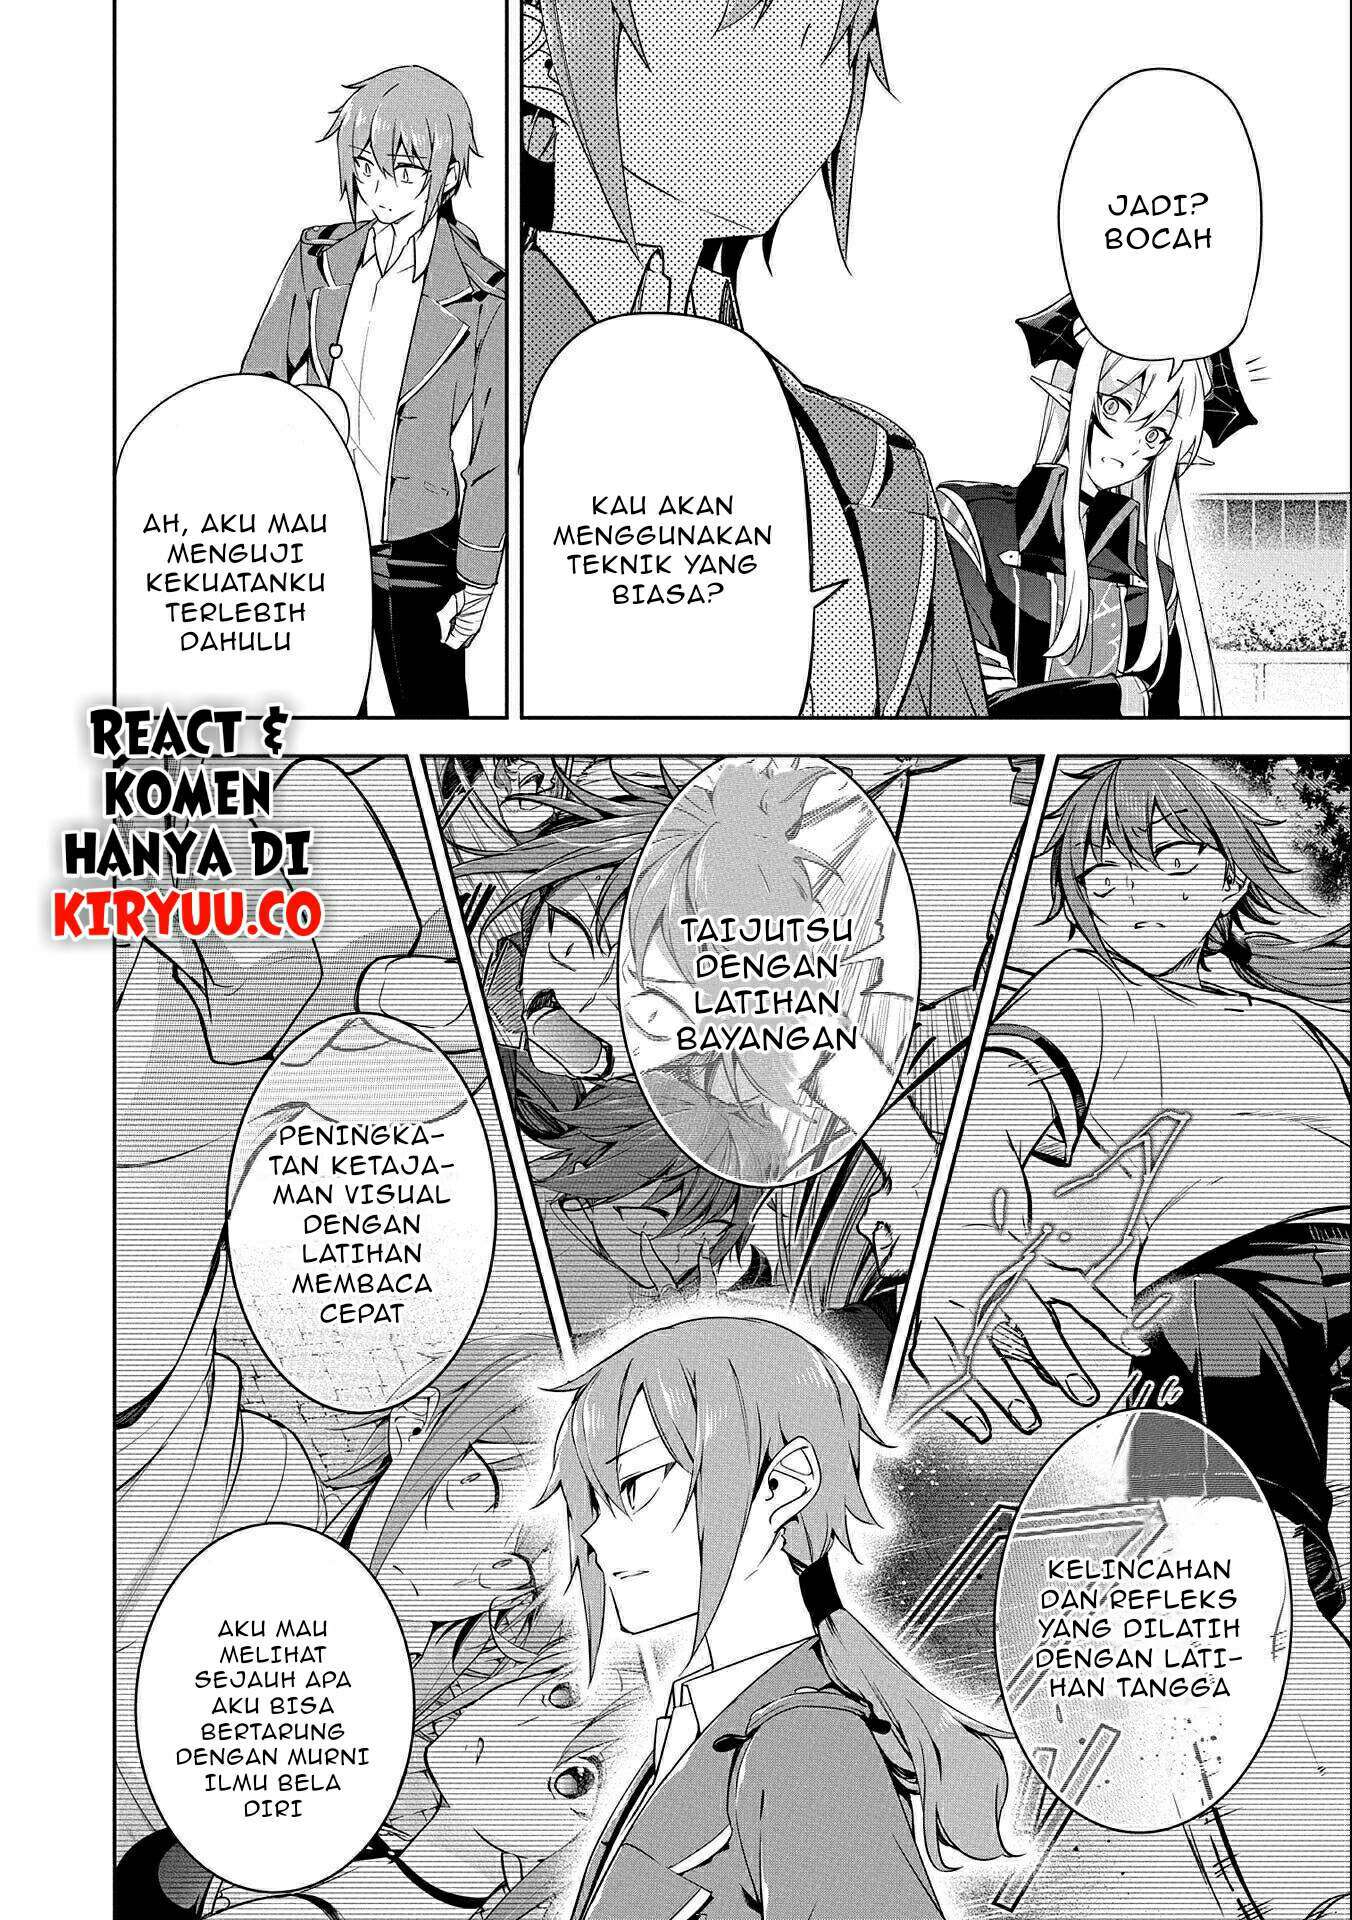 JADI?
BOCAH
KAU AKAN
MENGGUNAKAN
TEKNIK YANG
BIASA?
AH, AKU MAU
MENGUJI
KEKUATANKU
TERLEBIH
DAHULU
REACT &
KOMEN
HANYA DI
KIRYUU.CO
KELINCAHAN
DAN REFLEKS
YANG DILATIH
DENGAN LATI-
HAN TANGGA
TAIJUTSU
DENGAN
LATIHAN
BAYANGAN
PENINGKA-
TAN KETAJA-
MAN VISUAL
DENGAN
LATIHAN
MEMBACA
CEPAT
AKU MAU
MELIHAT
SEJAUH APA
AKU BISA
BERTARUNG
DENGAN MURNI
ILMU BELA
DIRI